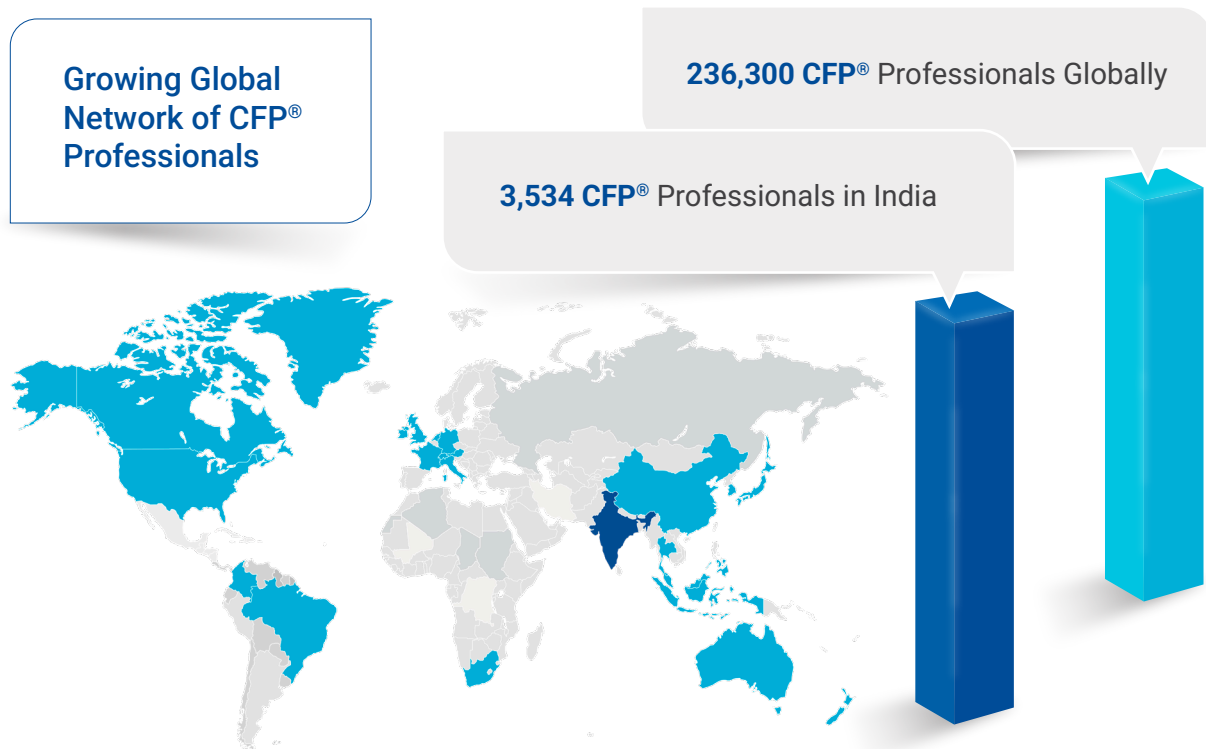 Growing Global
Network of CFP®
Professionals
236,300 CFP® Professionals Globally
3,534 CFP® Professionals in India